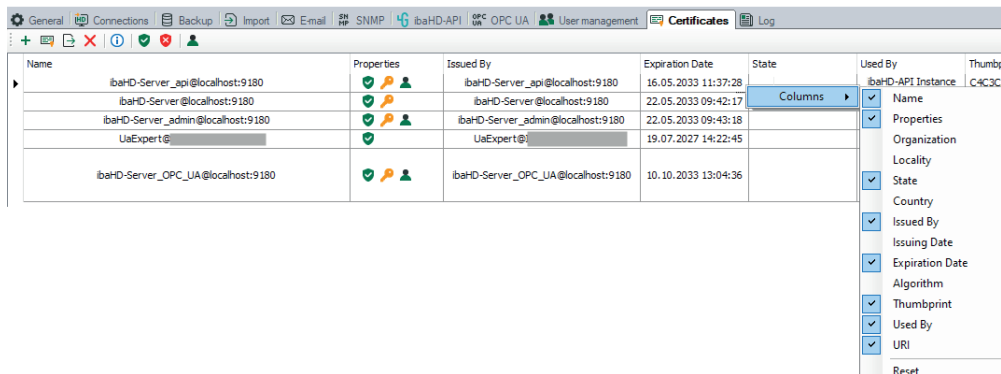 General Connections Backup Import E-mail SNMP ibaHD-API OPC UA User management Certificates Log
Name Properties Issued By Expiration Date State Used By Thumbp
ibaHD-Server_api@localhost:9180 ibaHD-Server_api@localhost:9180 16.05.2033 11:37:28 ibaHD-API Instance C4C3C
ibaHD-Server@localhost:9180 ibaHD-Server@localhost:9180 22.05.2033 09:42:17
ibaHD-Server_admin@localhost:9180 ibaHD-Server_admin@localhost:9180 22.05.2033 09:43:18
UaExpert@ UaExpert@ 19.07.2027 14:22:45
ibaHD-Server_OPC_UA@localhost:9180 ibaHD-Server_OPC_UA@localhost:9180 10.10.2033 13:04:36
Columns
Name
Properties
Organization
Locality
State
Country
Issued By
Issuing Date
Expiration Date
Algorithm
Thumbprint
Used By
URI
Reset